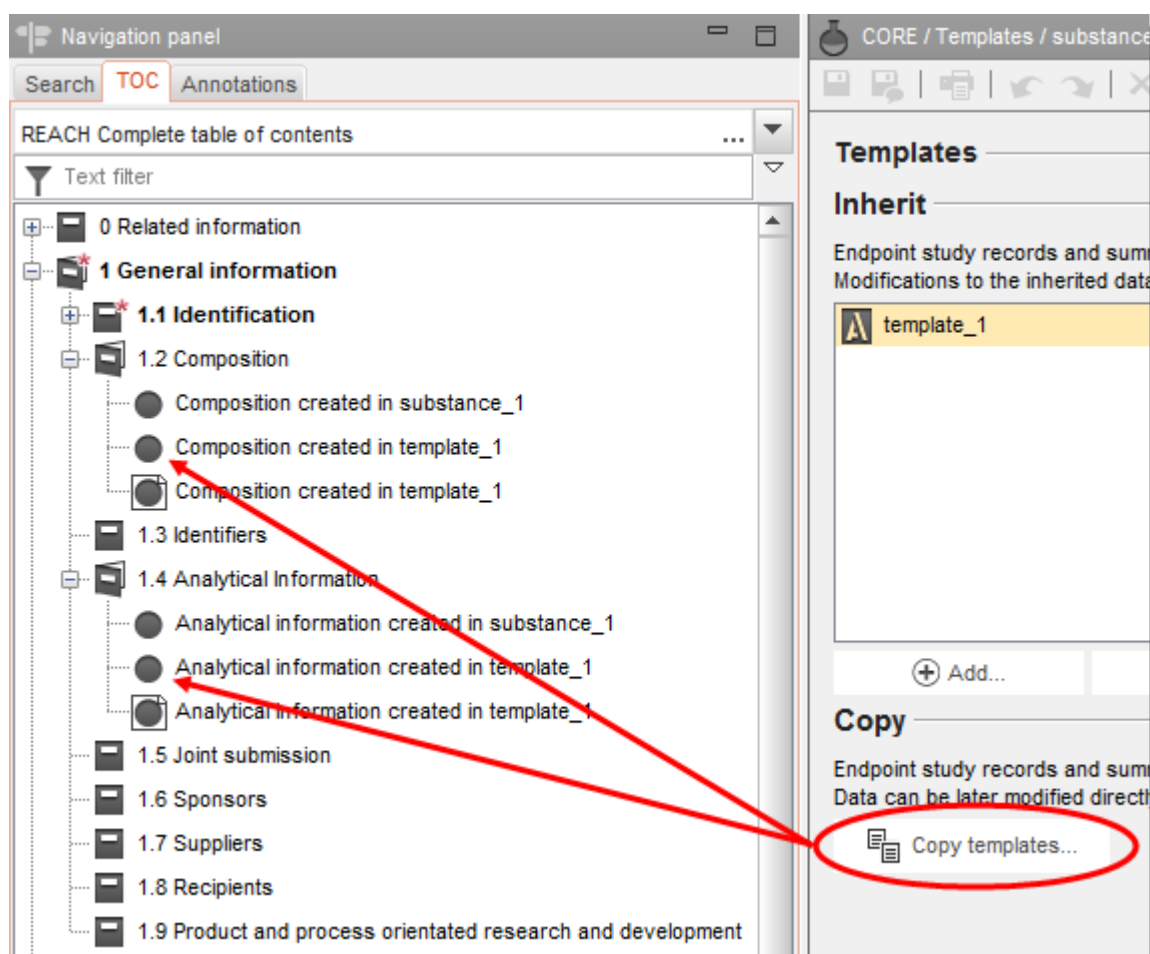 Navigation panel
Search TOC Annotations
REACH Complete table of contents ...
Text filter
0 Related information
1 General information
1.1 Identification
1.2 Composition
Composition created in substance_1
Composition created in template_1
Composition created in template_1
1.3 Identifiers
1.4 Analytical Information
Analytical information created in substance_1
Analytical information created in template_1
Analytical information created in template_1
1.5 Joint submission
1.6 Sponsors
1.7 Suppliers
1.8 Recipients
1.9 Product and process orientated research and development
CORE / Templates / substance
Templates
Inherit
Endpoint study records and sum
Modifications to the inherited data
template_1
Add...
Copy
Endpoint study records and sum
Data can be later modified directl
Copy templates...